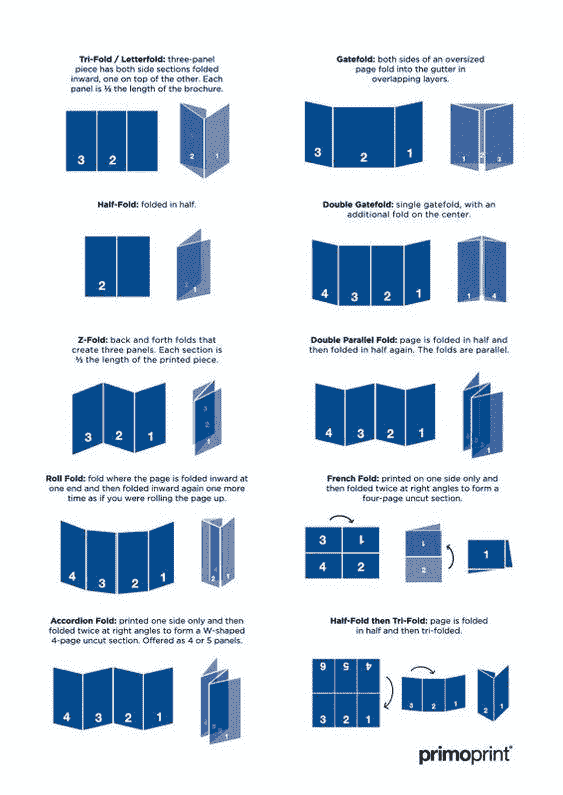 Tri-Fold / Letterfold: three-panel
piece has both side sections folded
inward, one on top of the other. Each
panel is ⅓ the length of the brochure.
3 2
2 1
Gatefold: both sides of an oversized
page fold into the gutter in
overlapping layers.
3 2 1
1 2 3
Half-Fold: folded in half.
2
1
Double Gatefold: single gatefold, with an
additional fold on the center.
4 3 2 1
1 4
Z-Fold: back and forth folds that
create three panels. Each section is
⅓ the length of the printed piece.
3 2 1
3
2
1
Double Parallel Fold: page is folded in half and
then folded in half again. The folds are parallel.
4 3 2 1
1
Roll Fold: fold where the page is folded inward at
one end and then folded inward again one more
time as if you were rolling the page up.
4 3 2 1
2 1
French Fold: printed on one side only and
then folded twice at right angles to form a
four-page uncut section.
3 1
4 2
1
2
1
Accordion Fold: printed one side only and then
folded twice at right angles to form a W-shaped
4-page uncut section. Offered as 4 or 5 panels.
4 3 2 1
1
Half-Fold then Tri-Fold: page is folded
in half and then tri-folded.
6 5 4
3 2 1
3 2 1
2 1
primoprint